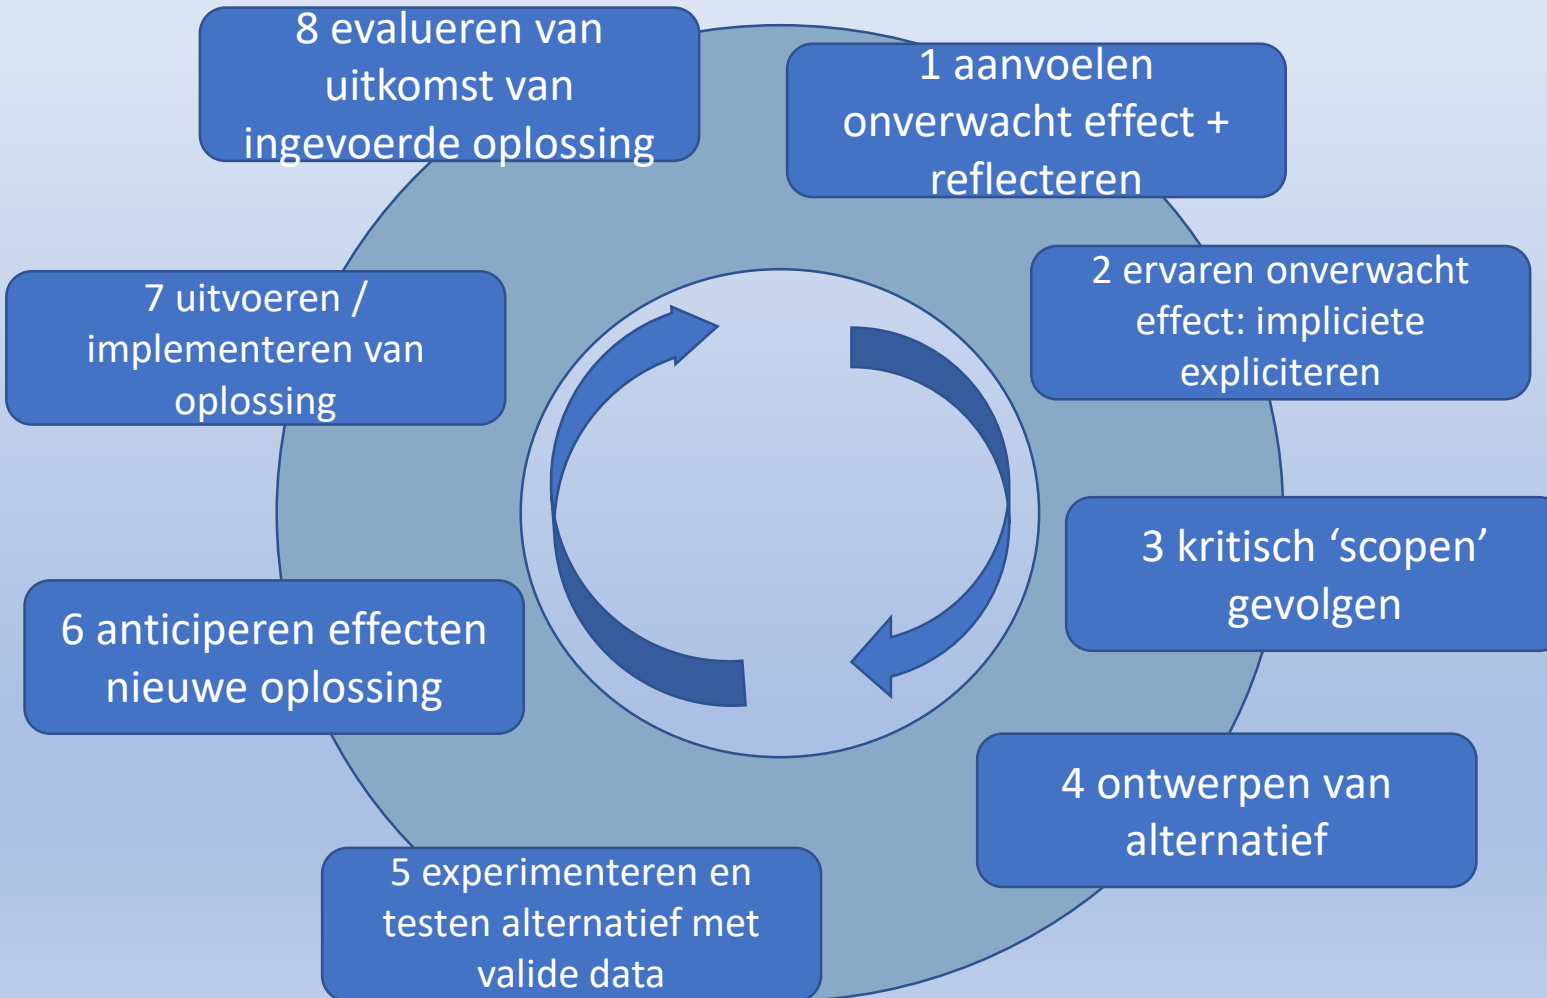 8 evalueren van
uitkomst van
ingevoerde oplossing
1 aanvoelen
onverwacht effect +
reflecteren
2 ervaren onverwacht
effect: impliciete
expliciteren
3 kritisch ‘scopen’
gevolgen
4 ontwerpen van
alternatief
5 experimenteren en
testen alternatief met
valide data
6 anticiperen effecten
nieuwe oplossing
7 uitvoeren /
implementeren van
oplossing